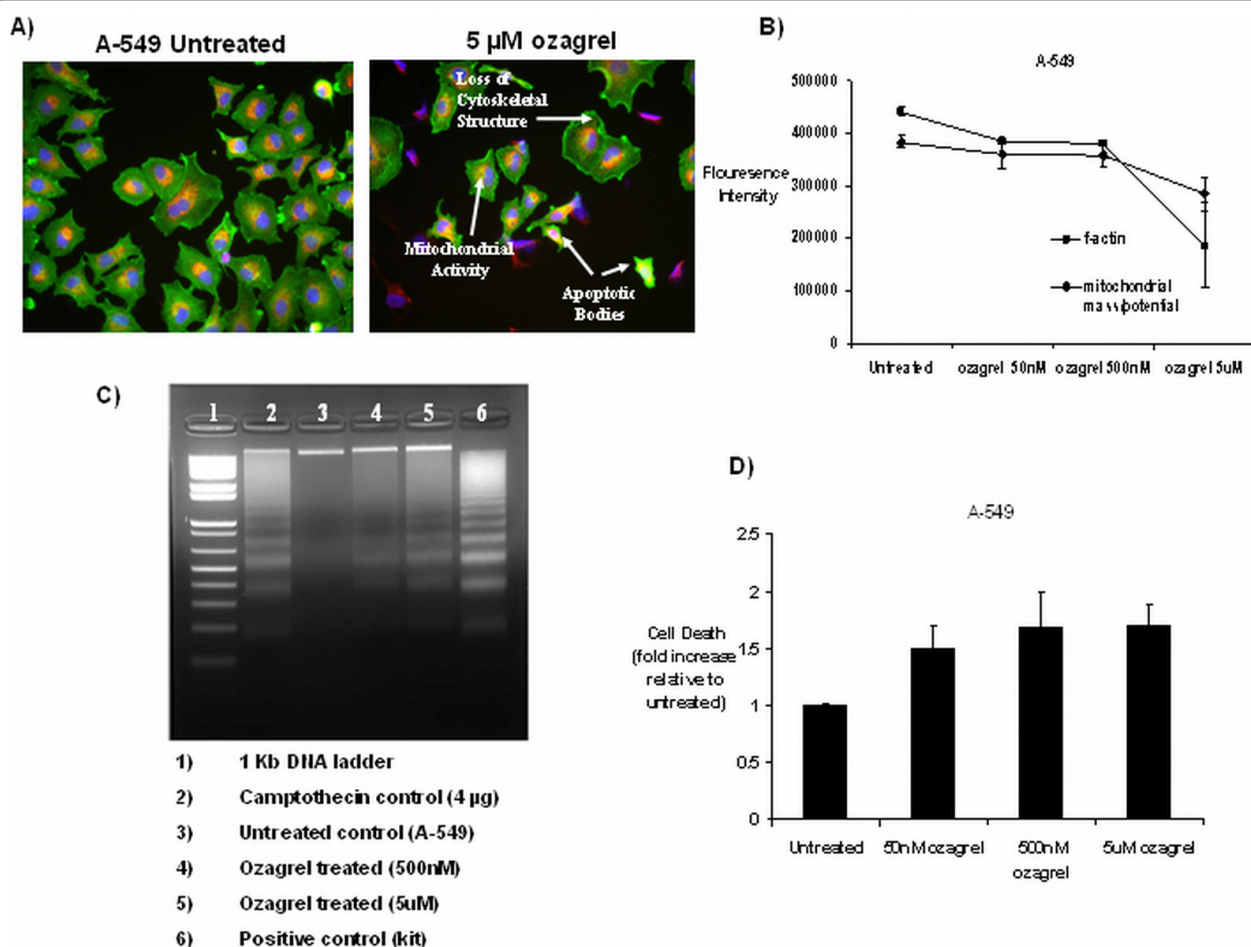 A)
A-549 Untreated
5 µM ozagrel
Loss of
Cytoskeletal
Structure
Mitochondrial
Activity
Apoptotic
Bodies
B)
A-549
500000
400000
300000
200000
100000
0
Flouresence
Intensity
f-actin
mitochondrial
mass/potential
Untreated
ozagrel 50nM
ozagrel 500nM
ozagrel 5uM
C)
1 2 3 4 5 6
1) 1 Kb DNA ladder
2) Camptothecin control (4 µg)
3) Untreated control (A-549)
4) Ozagrel treated (500nM)
5) Ozagrel treated (5uM)
6) Positive control (kit)
D)
A-549
2.5
2
1.5
1
0.5
0
Cell Death
(fold increase
relative to
untreated)
Untreated
50nM ozagrel
500nM
ozagrel
5uM ozagrel